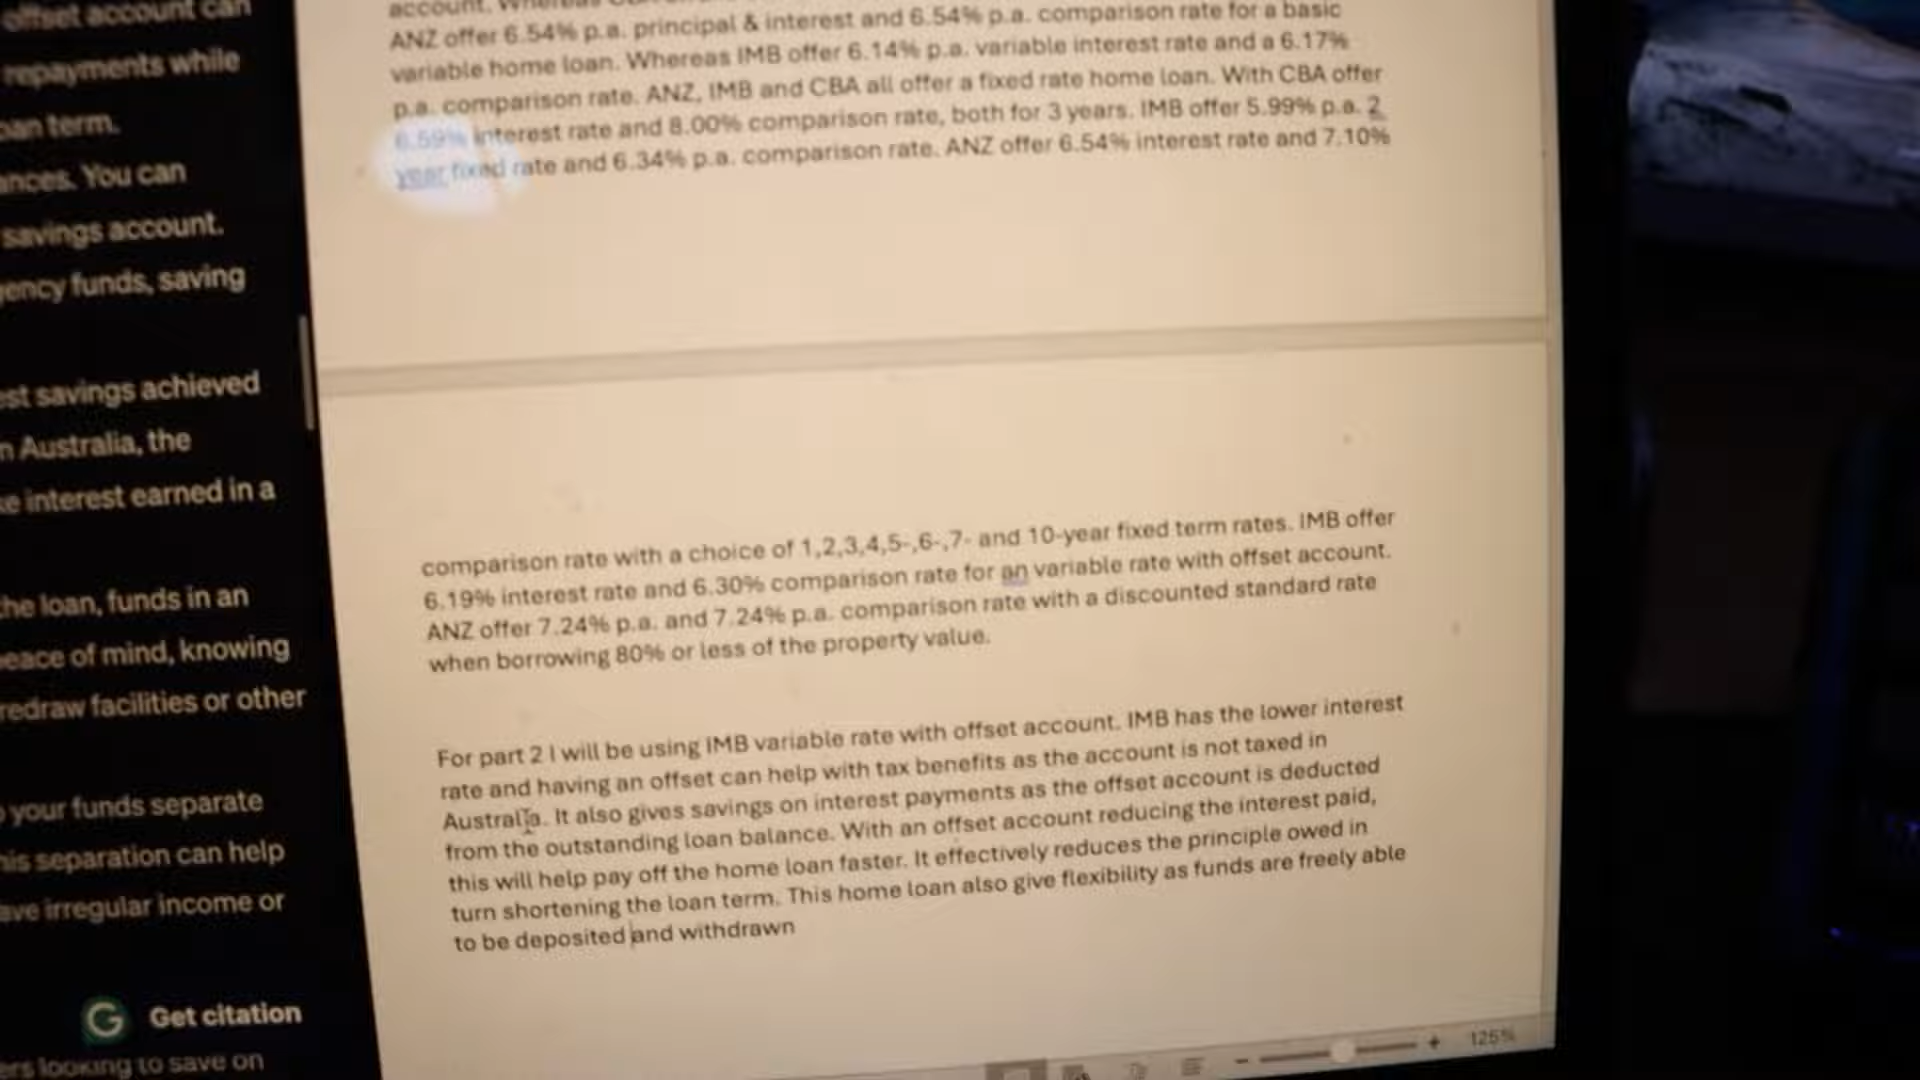 offset account can
repayments while
loan term.
ances. You can
savings account.
gency funds, saving
est savings achieved
n Australia, the
ke interest earned in a
the loan, funds in an
peace of mind, knowing
redraw facilities or other
your funds separate
his separation can help
ave irregular income or
Get citation
ers looking to save on
account. Whereas
ANZ offer 6.54% p.a. principal & interest and 6.54% p.a. comparison rate for a basic
variable home loan. Whereas IMB offer 6.14% p.a. variable interest rate and a 6.17%
p.a. comparison rate. ANZ, IMB and CBA all offer a fixed rate home loan. With CBA offer
6.59% interest rate and 8.00% comparison rate, both for 3 years. IMB offer 5.99% p.a. 2
year fixed rate and 6.34% p.a. comparison rate. ANZ offer 6.54% interest rate and 7.10%
comparison rate with a choice of 1,2,3,4,5-,6-,7- and 10-year fixed term rates. IMB offer
6.19% interest rate and 6.30% comparison rate for an variable rate with offset account.
ANZ offer 7.24% p.a. and 7.24% p.a. comparison rate with a discounted standard rate
when borrowing 80% or less of the property value.
For part 2 I will be using IMB variable rate with offset account. IMB has the lower interest
rate and having an offset can help with tax benefits as the account is not taxed in
Australia. It also gives savings on interest payments as the offset account is deducted
from the outstanding loan balance. With an offset account reducing the interest paid,
this will help pay off the home loan faster. It effectively reduces the principle owed in
turn shortening the loan term. This home loan also give flexibility as funds are freely able
to be deposited and withdrawn
125%